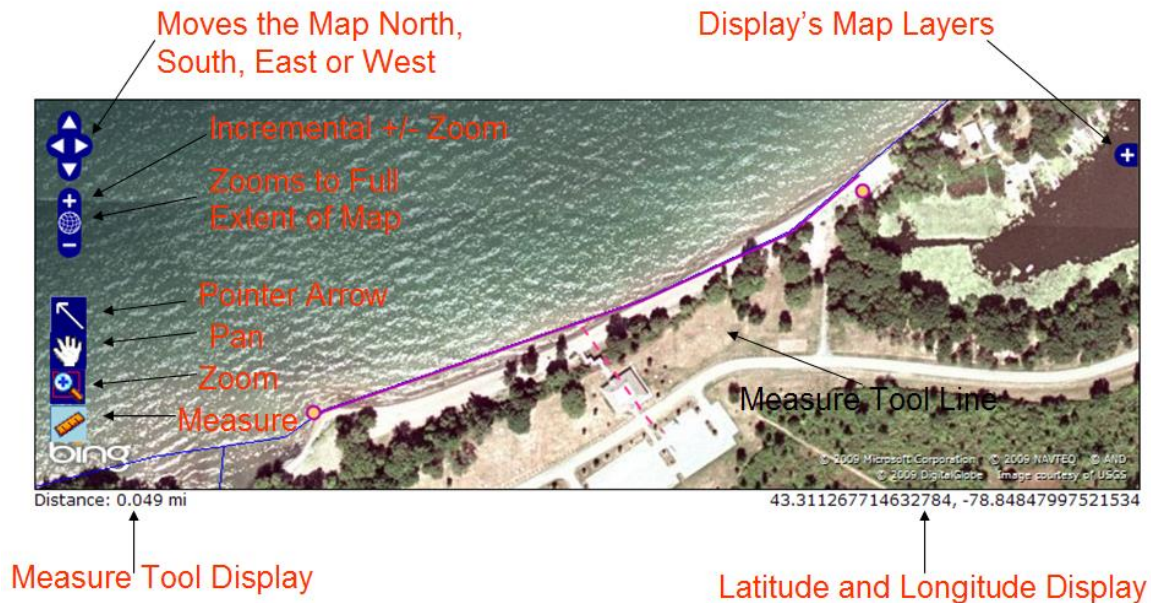 Moves the Map North,
South, East or West
Display's Map Layers
Incremental +/- Zoom
Zooms to Full
Extent of Map
Pointer Arrow
Pan
Zoom
Measure
Measure Tool Line
bing
© 2009 Microsoft Corporation © 2009 NAVTEQ © AND
© 2009 DigitalGlobe Image courtesy of USGS
Distance: 0.049 mi
43.311267714632784, -78.84847997521534
Measure Tool Display
Latitude and Longitude Display